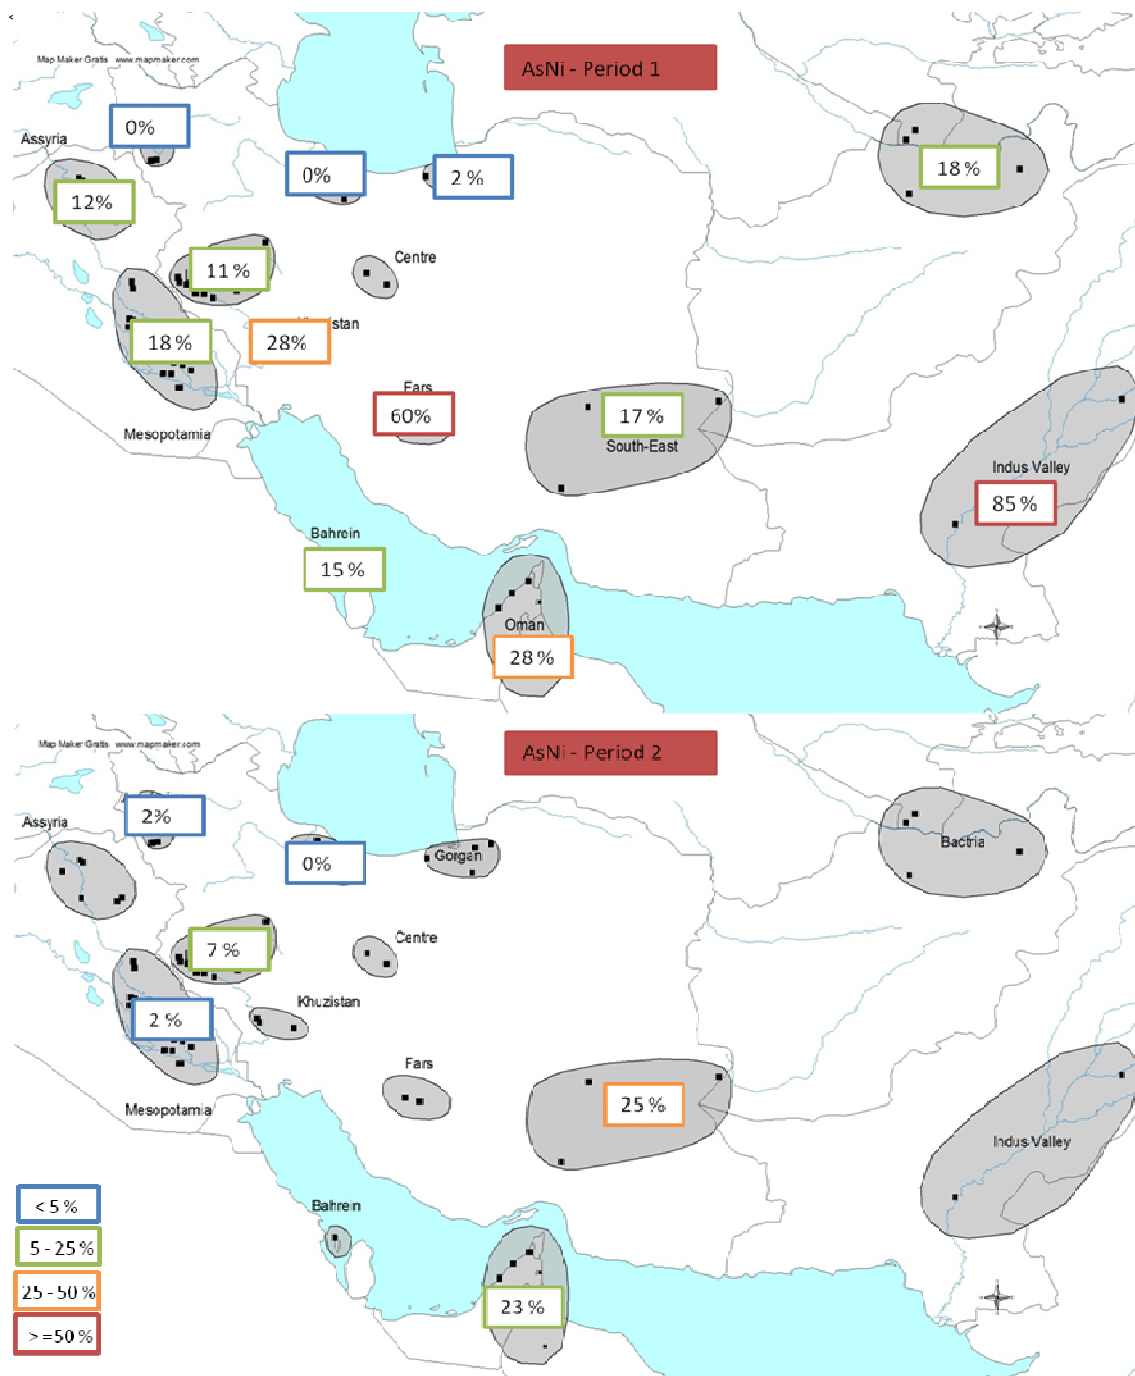 Map Maker Gratis www.mapmaker.com
AsNi - Period 1
0%
Assyria
0%
2 %
18 %
12%
Centre
11 %
stan
18 %
28%
Fars
60%
17 %
Mesopotamia
South-East
Indus Valley
85 %
Bahrein
15 %
Oman
28 %
Map Maker Gratis www.mapmaker.com
AsNi - Period 2
2%
Assyria
0%
Gorgan
Bactria
7 %
Centre
Khuzistan
2 %
Fars
25 %
Mesopotamia
Indus Valley
Bahrein
23 %
< 5 %
5 - 25 %
25 - 50 %
> =50 %